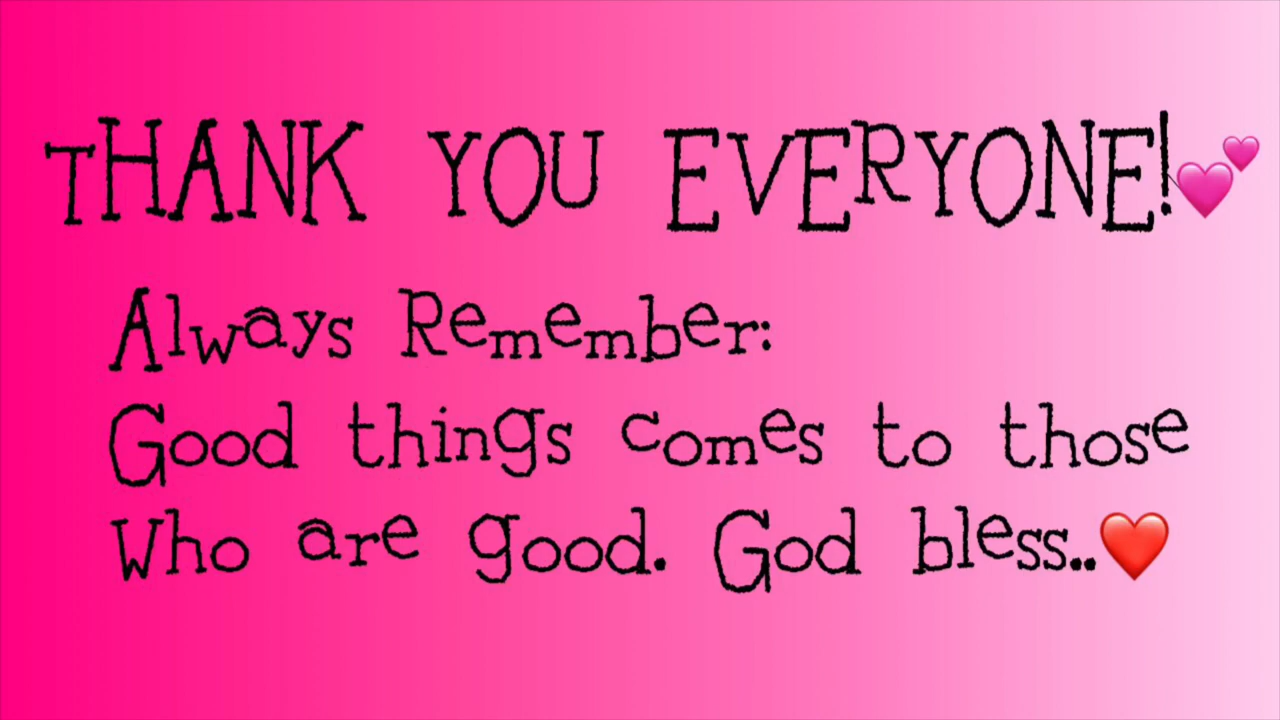 THANK YOU EVERYONE!💕
Always Remember:
Good things comes to those
Who are good. God bless..❤️